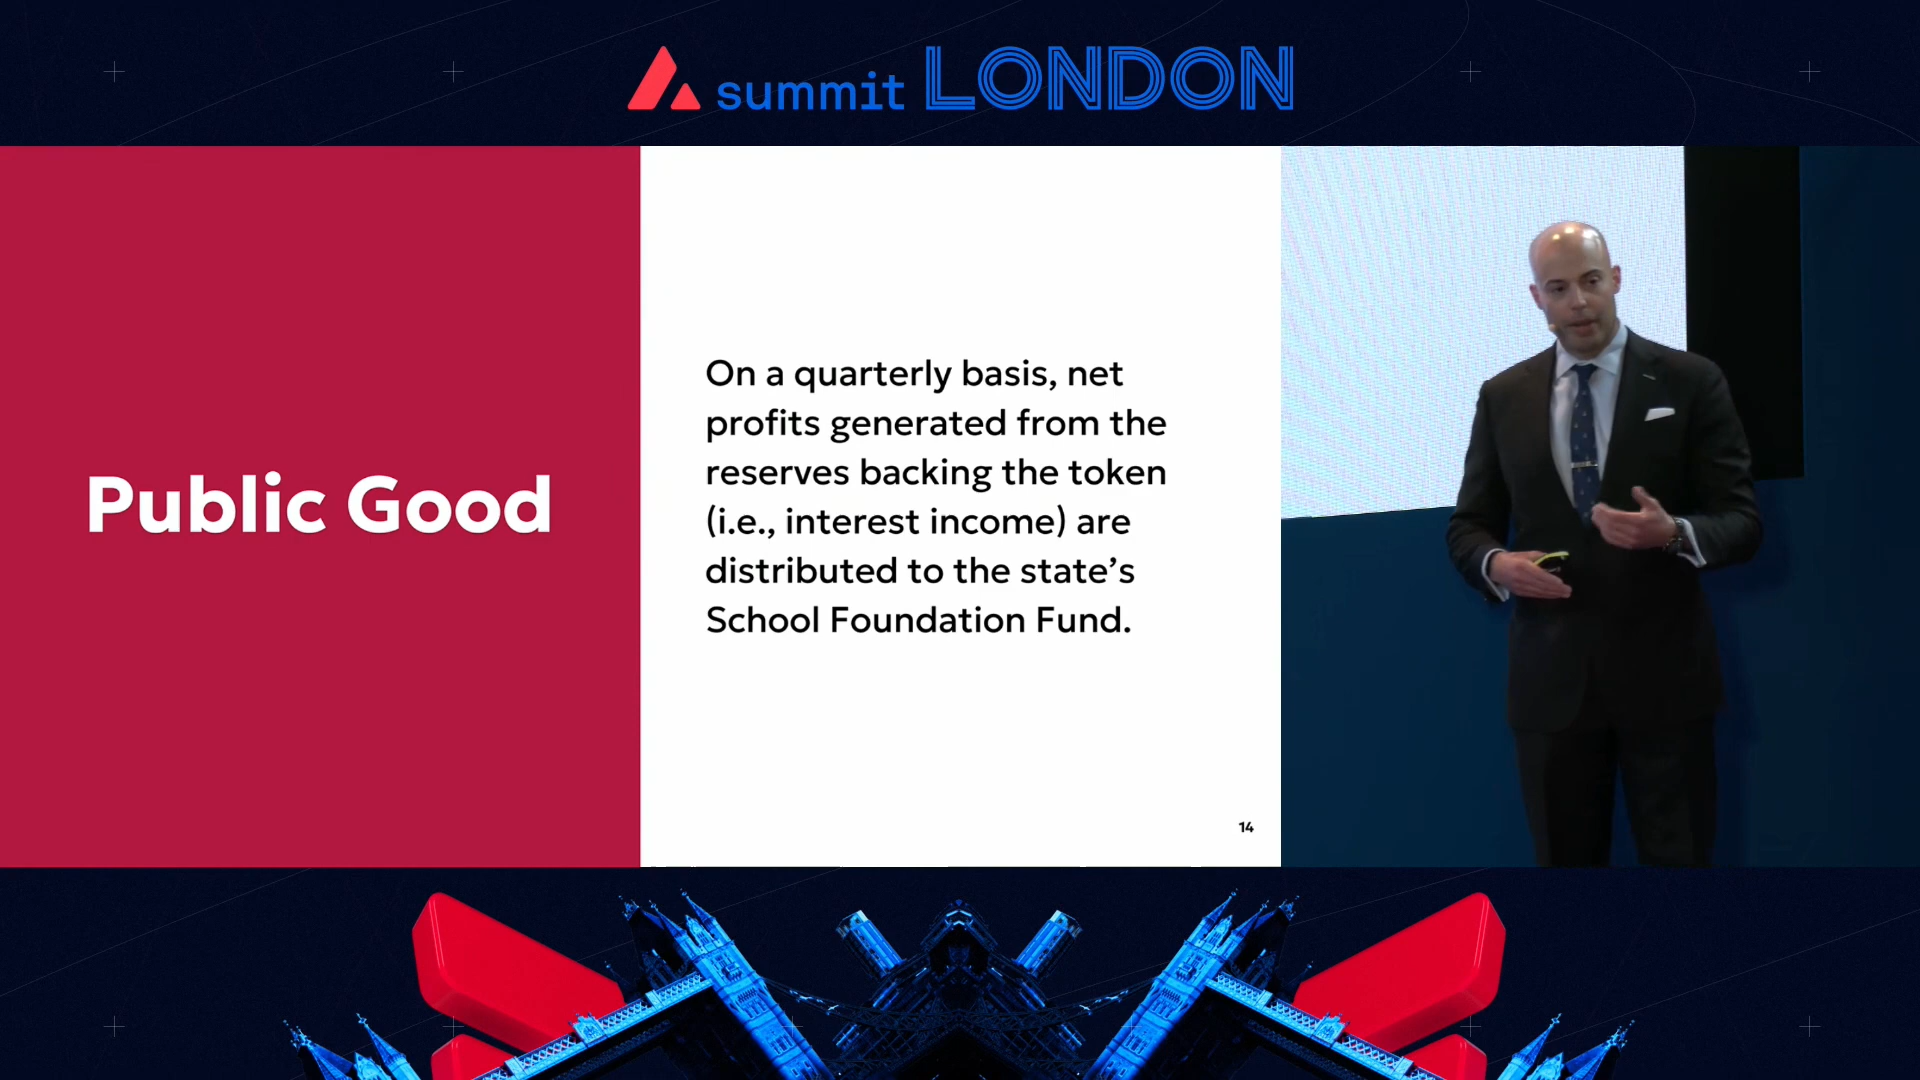 summit LONDON
Public Good
On a quarterly basis, net
profits generated from the
reserves backing the token
(i.e., interest income) are
distributed to the state’s
School Foundation Fund.
14